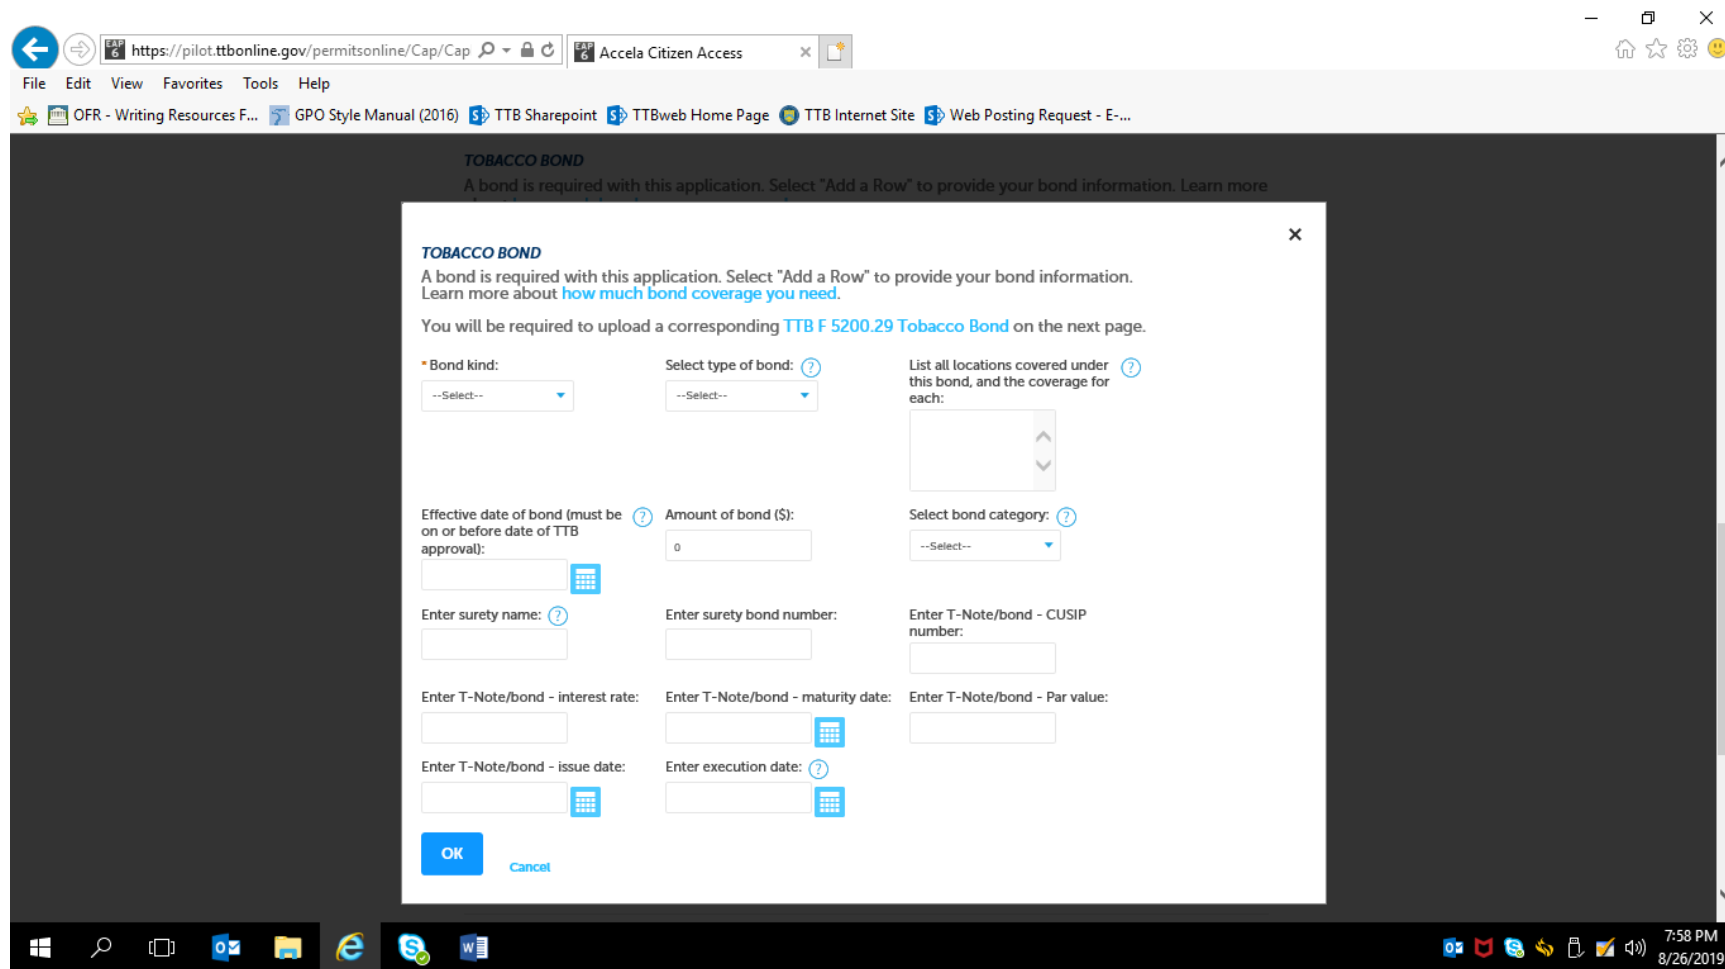 https://pilot.ttbonline.gov/permitsonline/Cap/Cap
Accela Citizen Access
File Edit View Favorites Tools Help
OFR - Writing Resources F... GPO Style Manual (2016) TTB Sharepoint TTBweb Home Page TTB Internet Site Web Posting Request - E-...
TOBACCO BOND
A bond is required with this application. Select "Add a Row" to provide your bond information. Learn more
TOBACCO BOND
A bond is required with this application. Select "Add a Row" to provide your bond information.
Learn more about how much bond coverage you need.
You will be required to upload a corresponding TTB F 5200.29 Tobacco Bond on the next page.
* Bond kind:
--Select--
Select type of bond: ?
--Select--
List all locations covered under ?
this bond, and the coverage for
each:
Effective date of bond (must be ?
on or before date of TTB
approval):
Amount of bond ($):
0
Select bond category: ?
--Select--
Enter surety name: ?
Enter surety bond number:
Enter T-Note/bond - CUSIP
number:
Enter T-Note/bond - interest rate:
Enter T-Note/bond - maturity date:
Enter T-Note/bond - Par value:
Enter T-Note/bond - issue date:
Enter execution date: ?
OK
Cancel
7:58 PM
8/26/2019